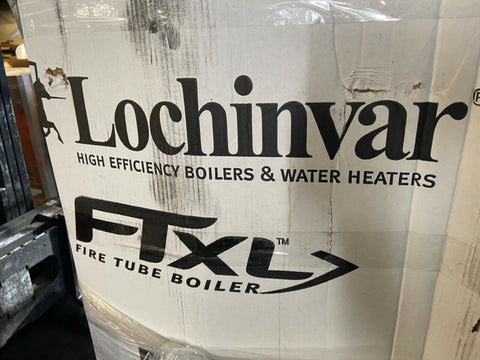 Lochinvar®
HIGH EFFICIENCY BOILERS & WATER HEATERS
FTXL™
FIRE TUBE BOILER